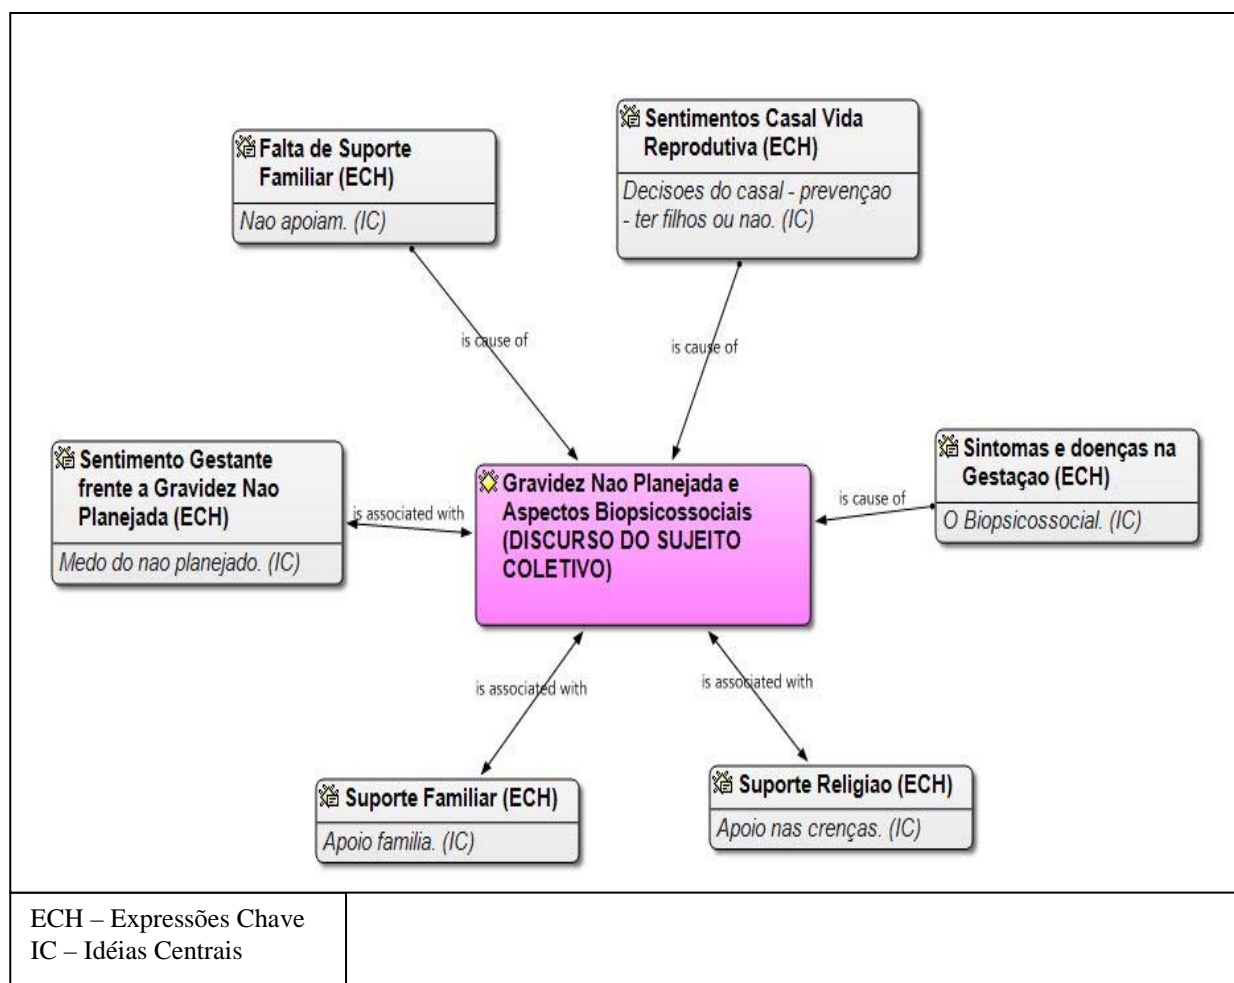 Sentimentos Casal Vida
Reprodutiva (ECH)
Decisoes do casal - prevençao
- ter filhos ou nao. (IC)
Falta de Suporte
Familiar (ECH)
Nao apoiam. (IC)
is cause of
is cause of
Sentimento Gestante
frente a Gravidez Nao
Planejada (ECH)
Medo do nao planejado. (IC)
is associated with
Gravidez Nao Planejada e
Aspectos Biopsicossociais
(DISCURSO DO SUJEITO
COLETIVO)
is cause of
Sintomas e doenças na
Gestaçao (ECH)
O Biopsicossocial. (IC)
is associated with
is associated with
Suporte Familiar (ECH)
Apoio familia. (IC)
Suporte Religiao (ECH)
Apoio nas crenças. (IC)
ECH – Expressões Chave
IC – Idéias Centrais